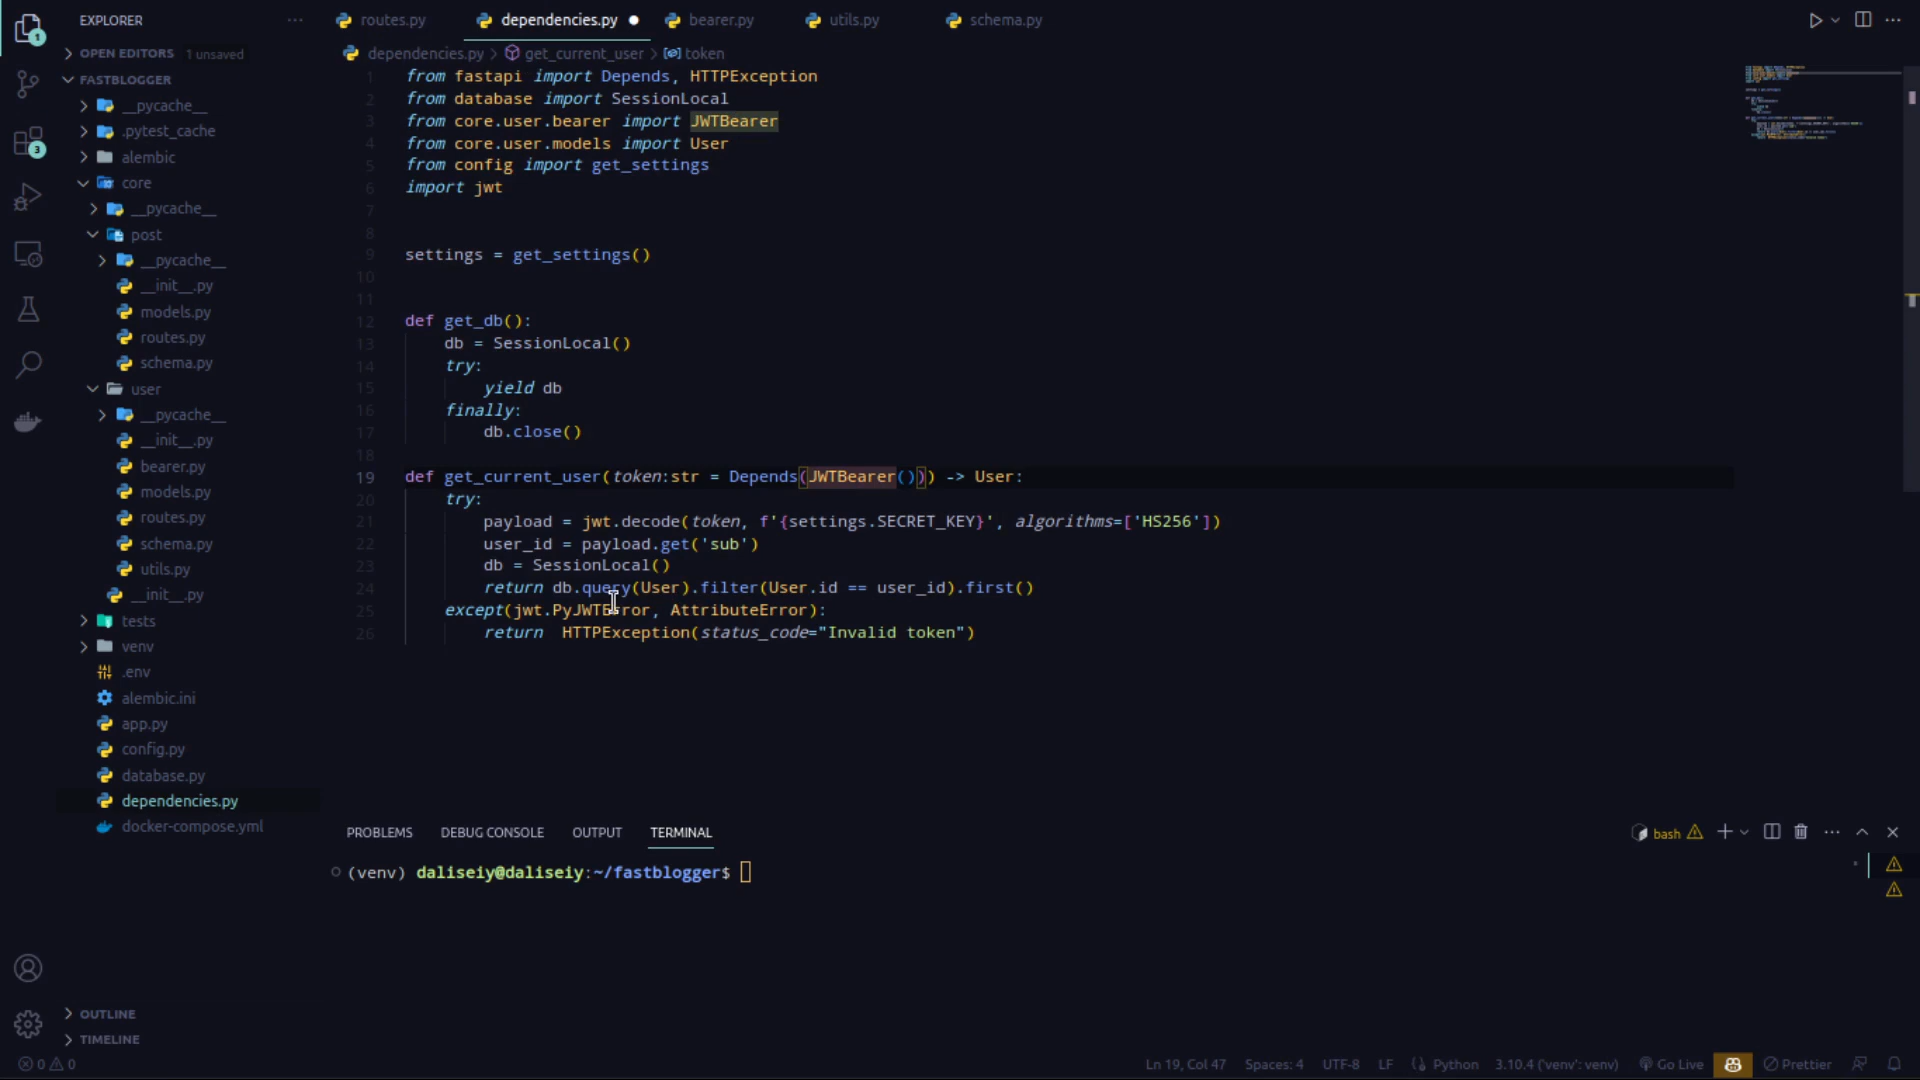 EXPLORER
OPEN EDITORS 1 unsaved
FASTBLOGGER
__pycache__
.pytest_cache
alembic
core
__pycache__
post
__pycache__
__init__.py
models.py
routes.py
schema.py
user
__pycache__
__init__.py
bearer.py
models.py
routes.py
schema.py
utils.py
__init__.py
tests
venv
.env
alembic.ini
app.py
config.py
database.py
dependencies.py
docker-compose.yml
OUTLINE
TIMELINE
1
3
routes.py
dependencies.py
bearer.py
utils.py
schema.py
dependencies.py > get_current_user > token
1 from fastapi import Depends, HTTPException
2 from database import SessionLocal
3 from core.user.bearer import JWTBearer
4 from core.user.models import User
5 from config import get_settings
6 import jwt
7
8
9 settings = get_settings()
10
11
12 def get_db():
13     db = SessionLocal()
14     try:
15         yield db
16     finally:
17         db.close()
18
19 def get_current_user(token:str = Depends(JWTBearer())) -> User:
20     try:
21         payload = jwt.decode(token, f'{settings.SECRET_KEY}', algorithms=['HS256'])
22         user_id = payload.get('sub')
23         db = SessionLocal()
24         return db.query(User).filter(User.id == user_id).first()
25     except(jwt.PyJWTError, AttributeError):
26         return  HTTPException(status_code="Invalid token")
PROBLEMS DEBUG CONSOLE OUTPUT TERMINAL
bash
(venv) daliseiy@daliseiy:~/fastblogger$
0 0
Ln 19, Col 47 Spaces: 4 UTF-8 LF Python 3.10.4 ('venv': venv) Go Live Prettier